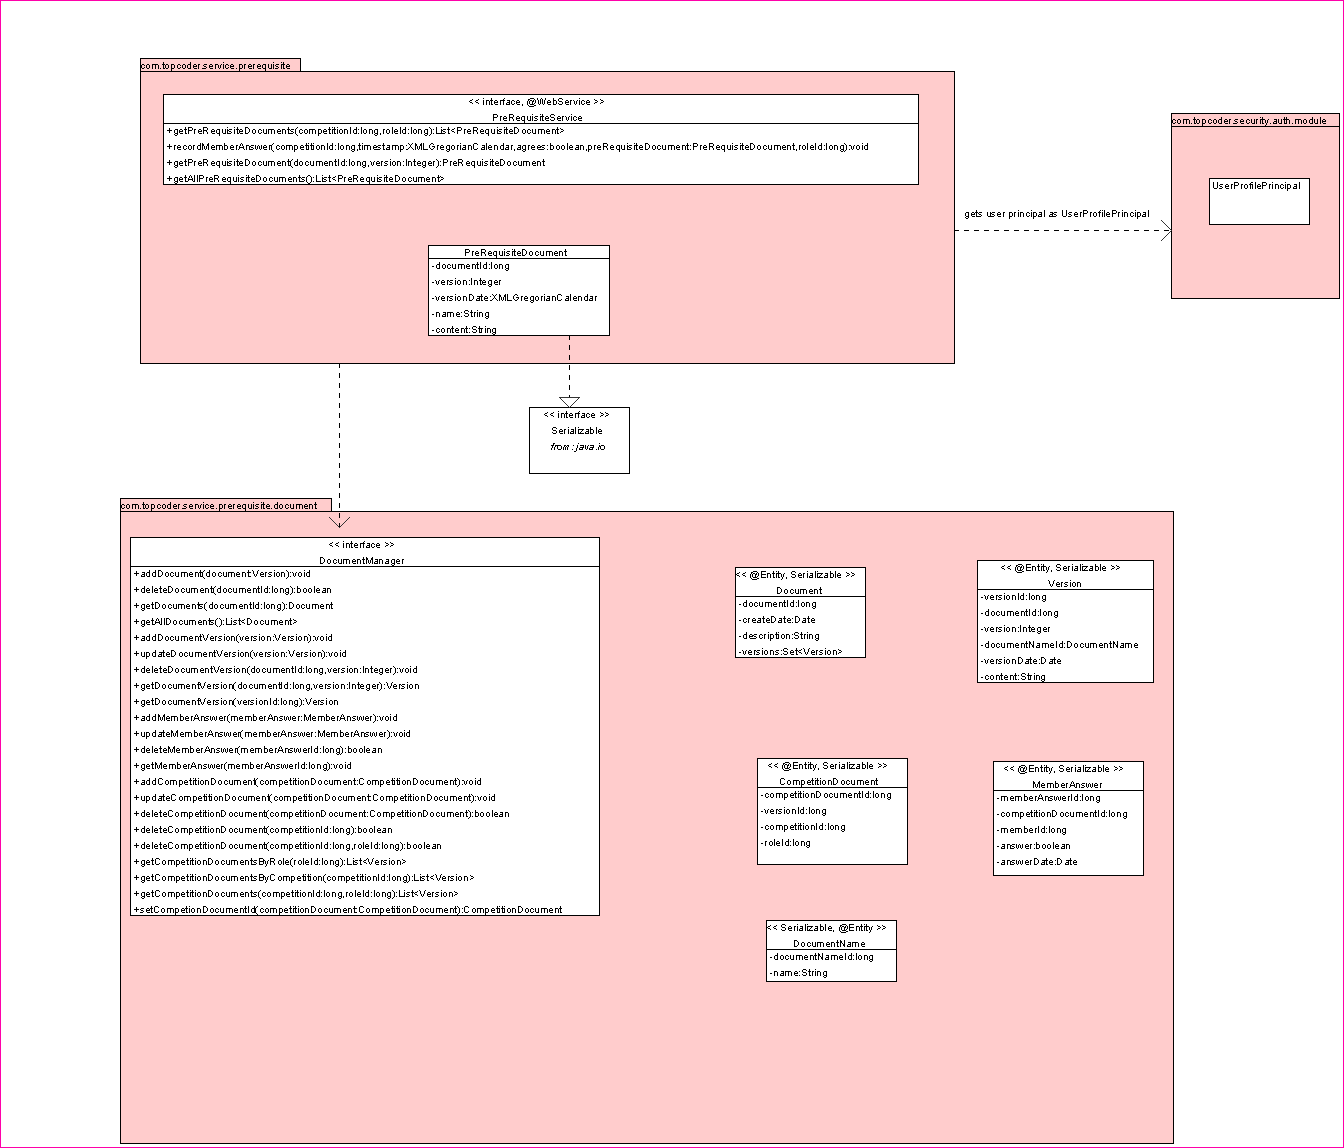 com.topcoder.service.prerequisite
<< interface, @WebService >>
PreRequisiteService
+getPreRequisiteDocuments(competitionId:long,roleId:long):List<PreRequisiteDocument>
+recordMemberAnswer(competitionId:long,timestamp:XMLGregorianCalendar,agrees:boolean,preRequisiteDocument:PreRequisiteDocument,roleId:long):void
+getPreRequisiteDocument(documentId:long,version:Integer):PreRequisiteDocument
+getAllPreRequisiteDocuments():List<PreRequisiteDocument>
com.topcoder.security.auth.module
UserProfilePrincipal
gets user principal as UserProfilePrincipal
PreRequisiteDocument
-documentId:long
-version:Integer
-versionDate:XMLGregorianCalendar
-name:String
-content:String
<< interface >>
Serializable
from : java.io
com.topcoder.service.prerequisite.document
<< interface >>
DocumentManager
+addDocument(document:Version):void
+deleteDocument(documentId:long):boolean
+getDocuments(documentId:long):Document
+getAllDocuments():List<Document>
+addDocumentVersion(version:Version):void
+updateDocumentVersion(version:Version):void
+deleteDocumentVersion(documentId:long,version:Integer):void
+getDocumentVersion(documentId:long,version:Integer):Version
+getDocumentVersion(versionId:long):Version
+addMemberAnswer(memberAnswer:MemberAnswer):void
+updateMemberAnswer(memberAnswer:MemberAnswer):void
+deleteMemberAnswer(memberAnswerId:long):boolean
+getMemberAnswer(memberAnswerId:long):void
+addCompetitionDocument(competitionDocument:CompetitionDocument):void
+updateCompetitionDocument(competitionDocument:CompetitionDocument):void
+deleteCompetitionDocument(competitionDocument:CompetitionDocument):boolean
+deleteCompetitionDocument(competitionId:long):boolean
+deleteCompetitionDocument(competitionId:long,roleId:long):boolean
+getCompetitionDocumentsByRole(roleId:long):List<Version>
+getCompetitionDocumentsByCompetition(competitionId:long):List<Version>
+getCompetitionDocuments(competitionId:long,roleId:long):List<Version>
+setCompetionDocumentId(competitionDocument:CompetitionDocument):CompetitionDocument
<< @Entity, Serializable >>
Document
-documentId:long
-createDate:Date
-description:String
-versions:Set<Version>
<< @Entity, Serializable >>
Version
-versionId:long
-documentId:long
-version:Integer
-documentNameId:DocumentName
-versionDate:Date
-content:String
<< @Entity, Serializable >>
CompetitionDocument
-competitionDocumentId:long
-versionId:long
-competitionId:long
-roleId:long
<< @Entity, Serializable >>
MemberAnswer
-memberAnswerId:long
-competitionDocumentId:long
-memberId:long
-answer:boolean
-answerDate:Date
<< Serializable, @Entity >>
DocumentName
-documentNameId:long
-name:String